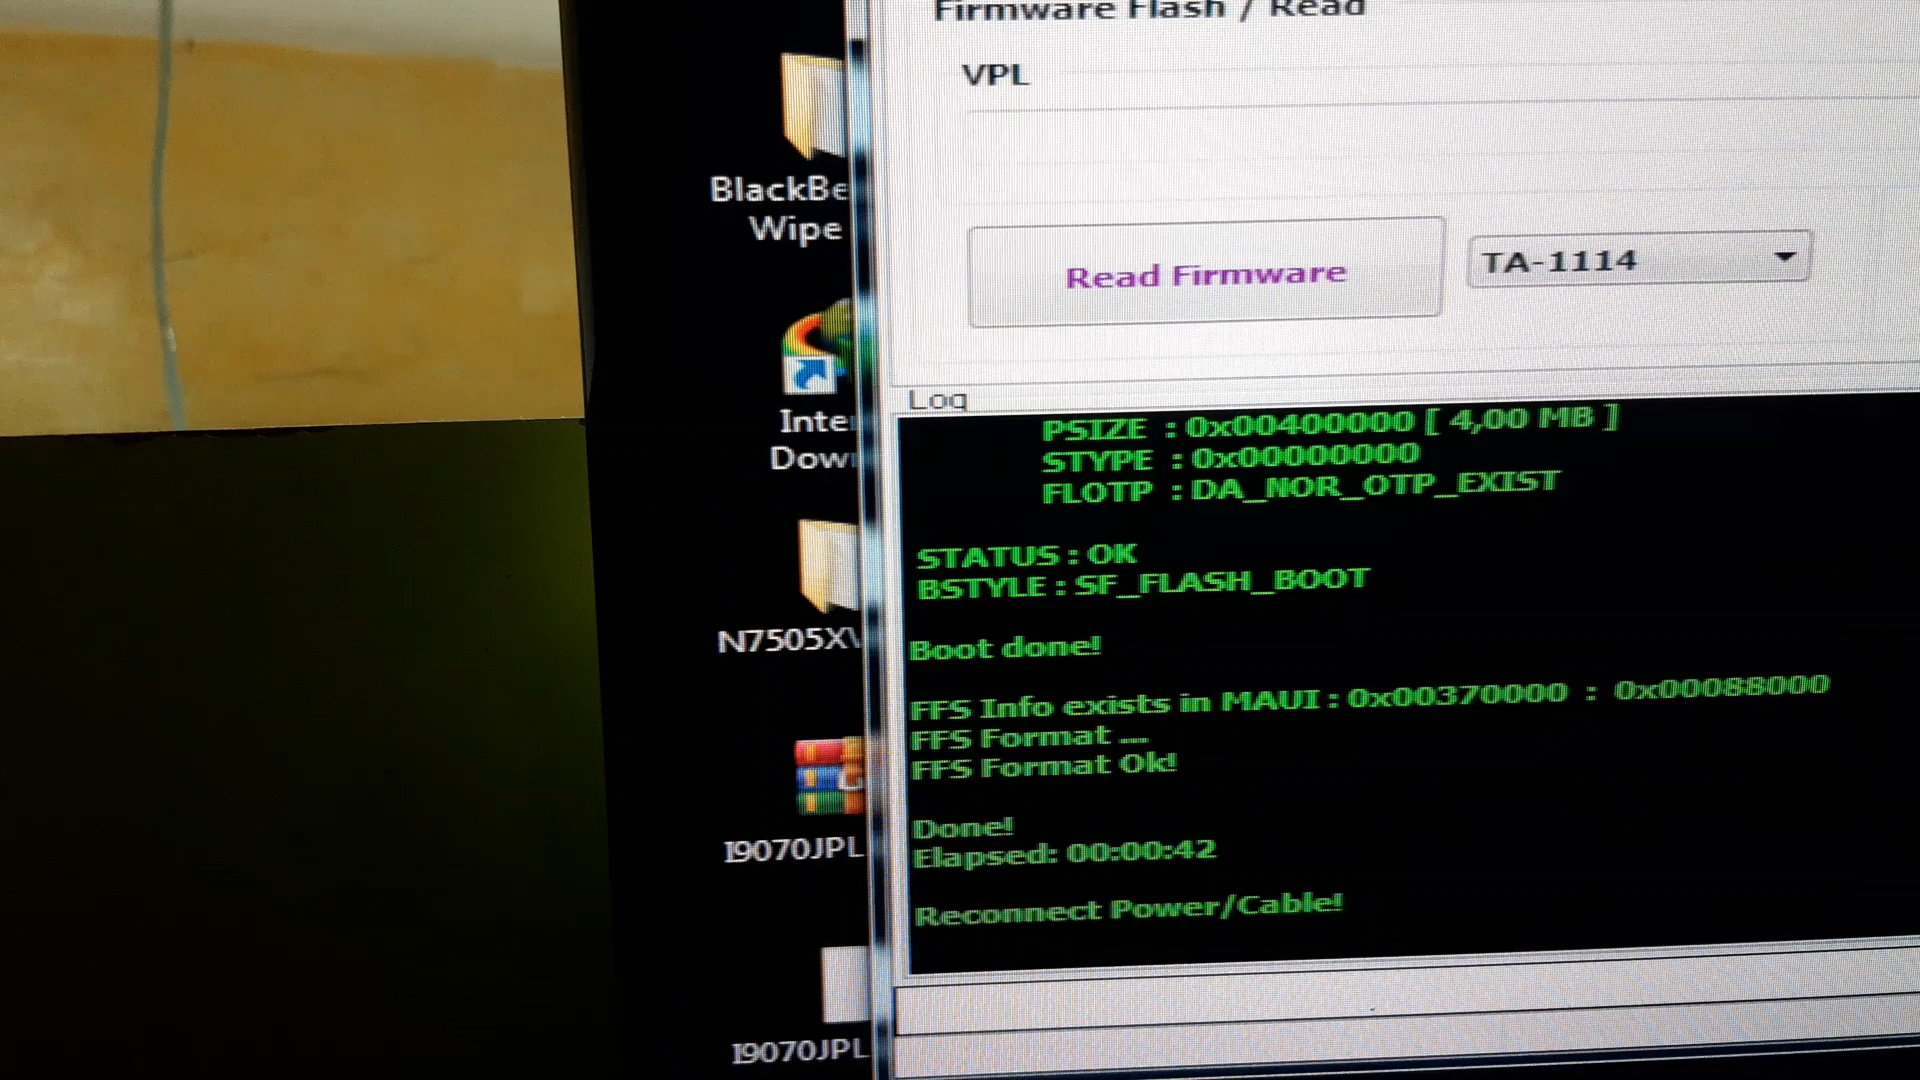 Firmware Flash / Read
VPL
Read Firmware
TA-1114
Log
PSIZE : 0x00400000 [ 4,00 MB ]
STYPE : 0x00000000
FLOTP : DA_NOR_OTP_EXIST
STATUS : OK
BSTYLE : SF_FLASH_BOOT
Boot done!
FFS Info exists in MAUI : 0x00370000 : 0x00088000
FFS Format ...
FFS Format Ok!
Done!
Elapsed: 00:00:42
Reconnect Power/Cable!
BlackBe
Wipe
Inte
Dow
N7505X
I9070JPL
I9070JPL